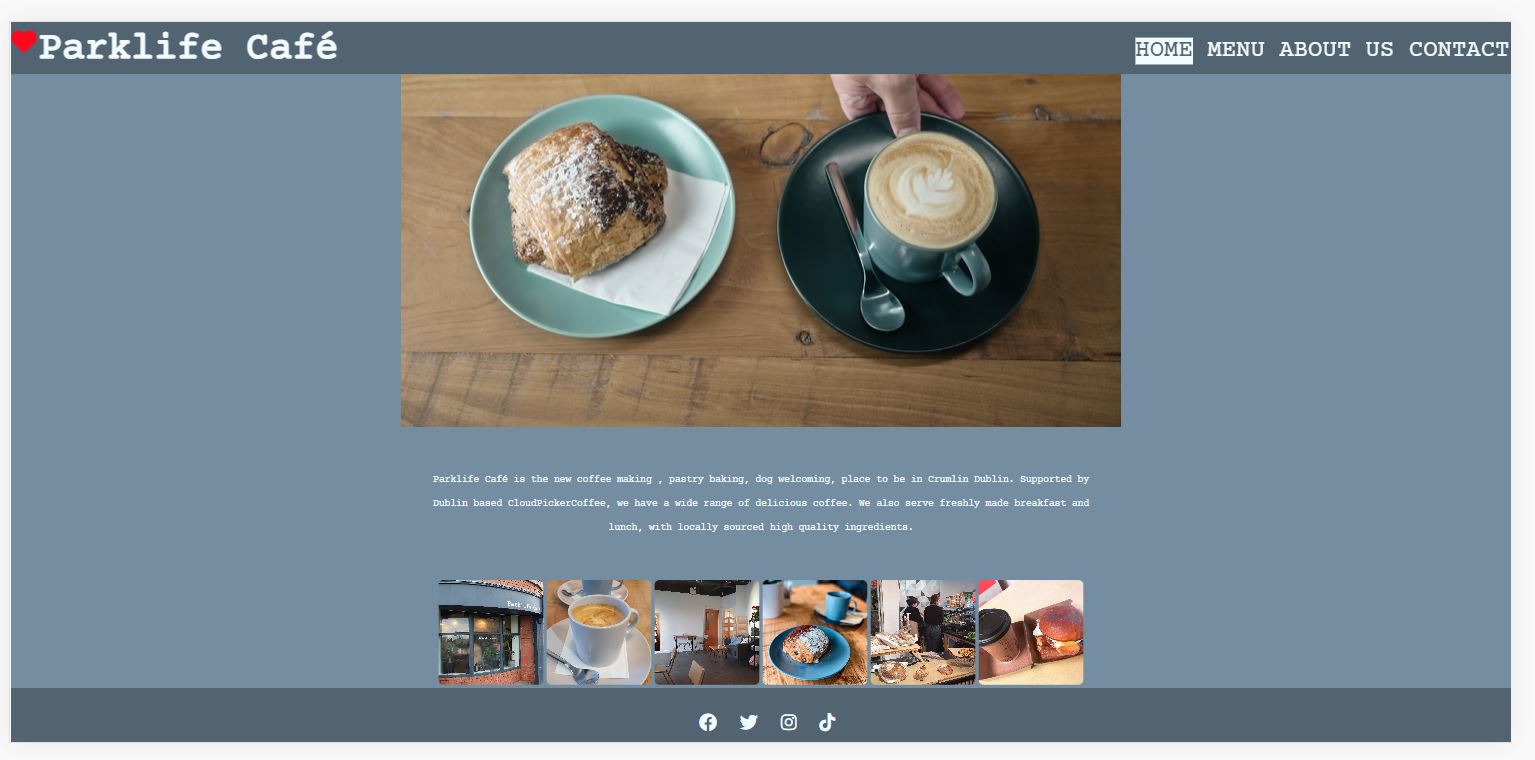 Parklife Café
HOME MENU ABOUT US CONTACT
Parklife Café is the new coffee making , pastry baking, dog welcoming, place to be in Crumlin Dublin. Supported by
Dublin based CloudPickerCoffee, we have a wide range of delicious coffee. We also serve freshly made breakfast and
lunch, with locally sourced high quality ingredients.